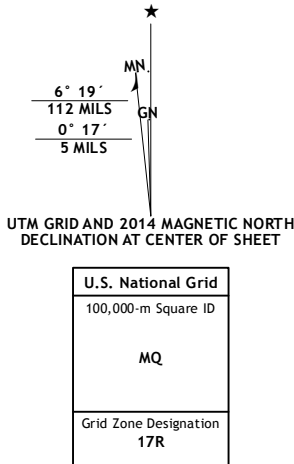 ★
MN
GN
6° 19´
112 MILS
0° 17´
5 MILS
UTM GRID AND 2014 MAGNETIC NORTH
DECLINATION AT CENTER OF SHEET
U.S. National Grid
100,000-m Square ID
MQ
Grid Zone Designation
17R